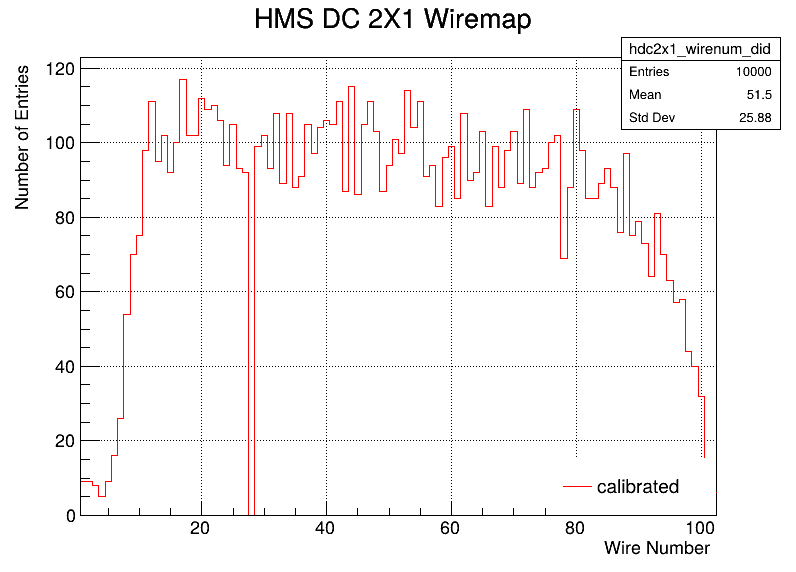 HMS DC 2X1 Wiremap
hdc2x1_wirenum_did
Entries 10000
Mean 51.5
Std Dev 25.88
Number of Entries
120
100
80
60
40
20
0
20 40 60 80 100
Wire Number
calibrated